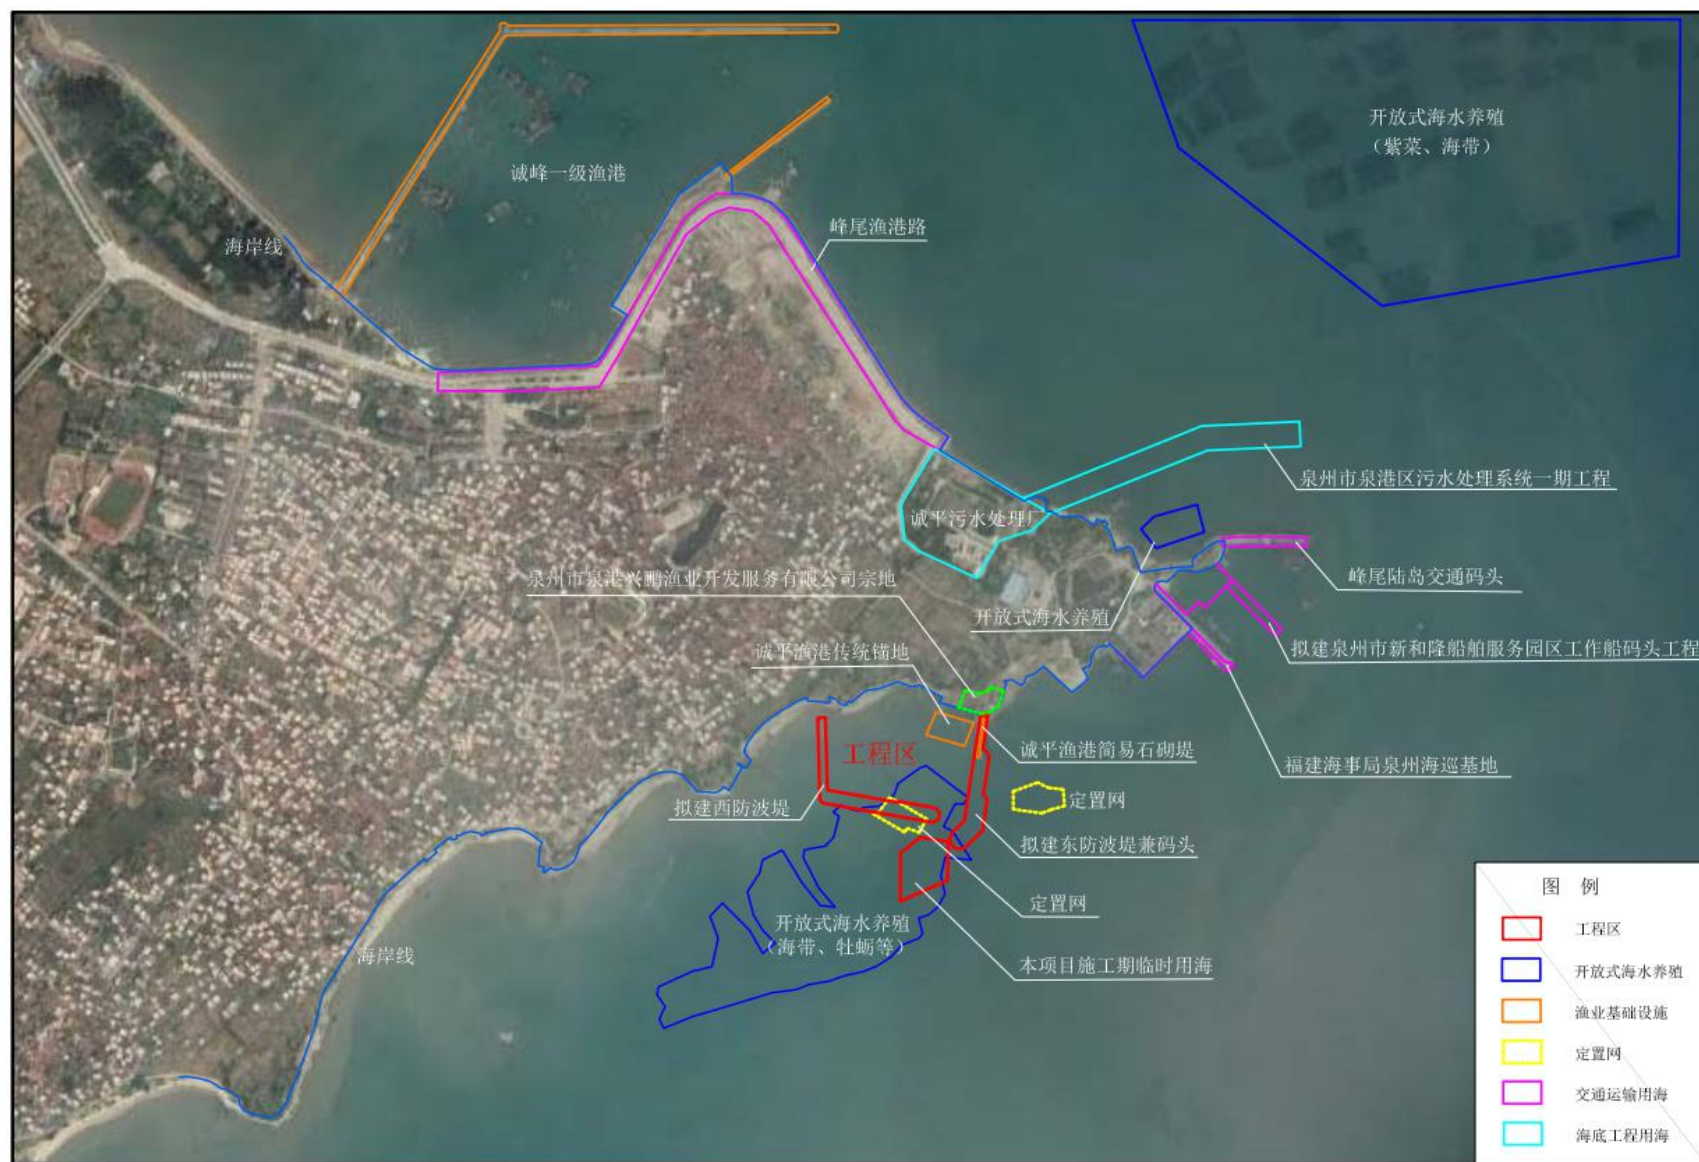 开放式海水养殖
（紫菜、海带）
诚峰一级渔港
峰尾渔港路
海岸线
泉州市泉港区污水处理系统一期工程
诚平污水处理厂
泉州市泉港兴鹏渔业开发服务有限公司宗地
峰尾陆岛交通码头
开放式海水养殖
诚平渔港传统锚地
拟建泉州市新和隆船舶服务园区工作船码头工程
工程区
诚平渔港简易石砌堤
福建海事局泉州海巡基地
拟建西防波堤
定置网
拟建东防波堤兼码头
定置网
开放式海水养殖
（海带、牡蛎等）
海岸线
本项目施工期临时用海
图 例
工程区
开放式海水养殖
渔业基础设施
定置网
交通运输用海
海底工程用海